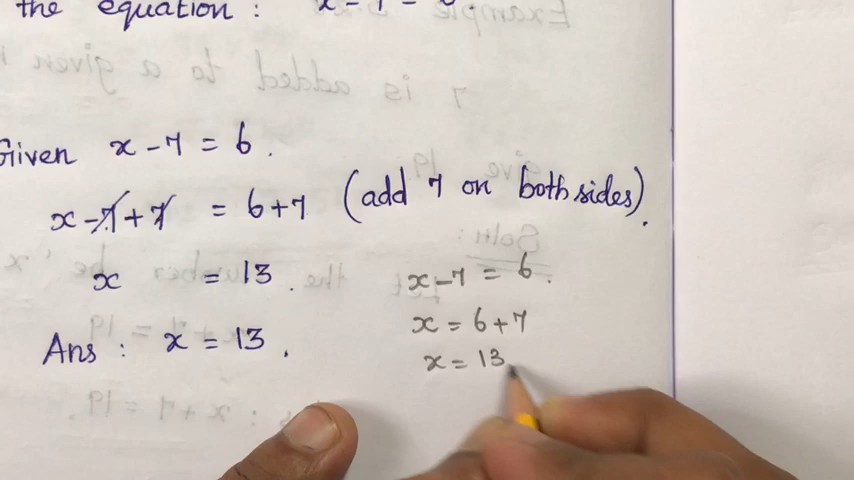 the equation :
Given x - 7 = 6.
x - 7 + 7 = 6 + 7 (add 7 on both sides).
x = 13.
Ans : x = 13.
x - 7 = 6.
x = 6 + 7
x = 13